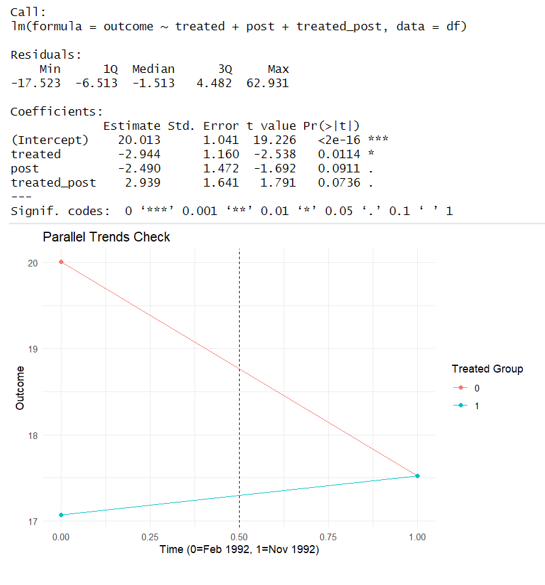 Call:
lm(formula = outcome ~ treated + post + treated_post, data = df)
Residuals:
Min 1Q Median 3Q Max
-17.523 -6.513 -1.513 4.482 62.931
Coefficients:
Estimate Std. Error t value Pr(>|t|)
(Intercept) 20.013 1.041 19.226 <2e-16 ***
treated -2.944 1.160 -2.538 0.0114 *
post -2.490 1.472 -1.692 0.0911 .
treated_post 2.939 1.641 1.791 0.0736 .
---
Signif. codes: 0 ‘***’ 0.001 ‘**’ 0.01 ‘*’ 0.05 ‘.’ 0.1 ‘ ’ 1
Parallel Trends Check
20
19
18
17
Outcome
0.00 0.25 0.50 0.75 1.00
Time (0=Feb 1992, 1=Nov 1992)
Treated Group
0
1